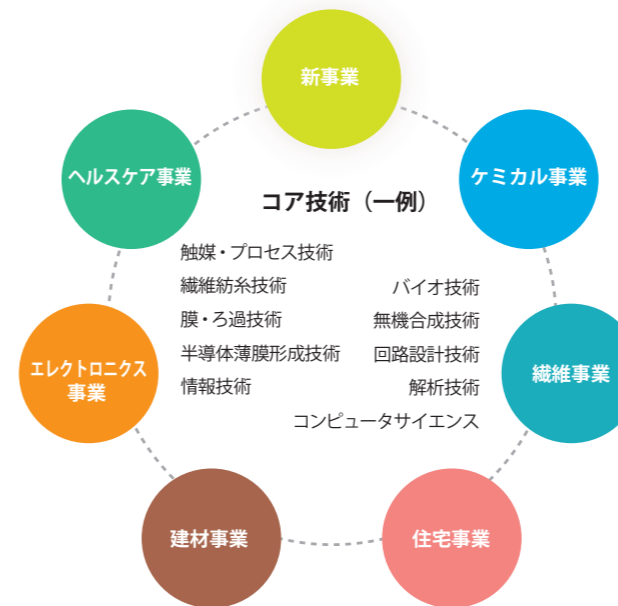 新事業
ヘルスケア事業
ケミカル事業
コア技術（一例）
触媒・プロセス技術
繊維紡糸技術
膜・ろ過技術
半導体薄膜形成技術
情報技術
バイオ技術
無機合成技術
回路設計技術
解析技術
コンピュータサイエンス
エレクトロニクス
事業
繊維事業
建材事業
住宅事業